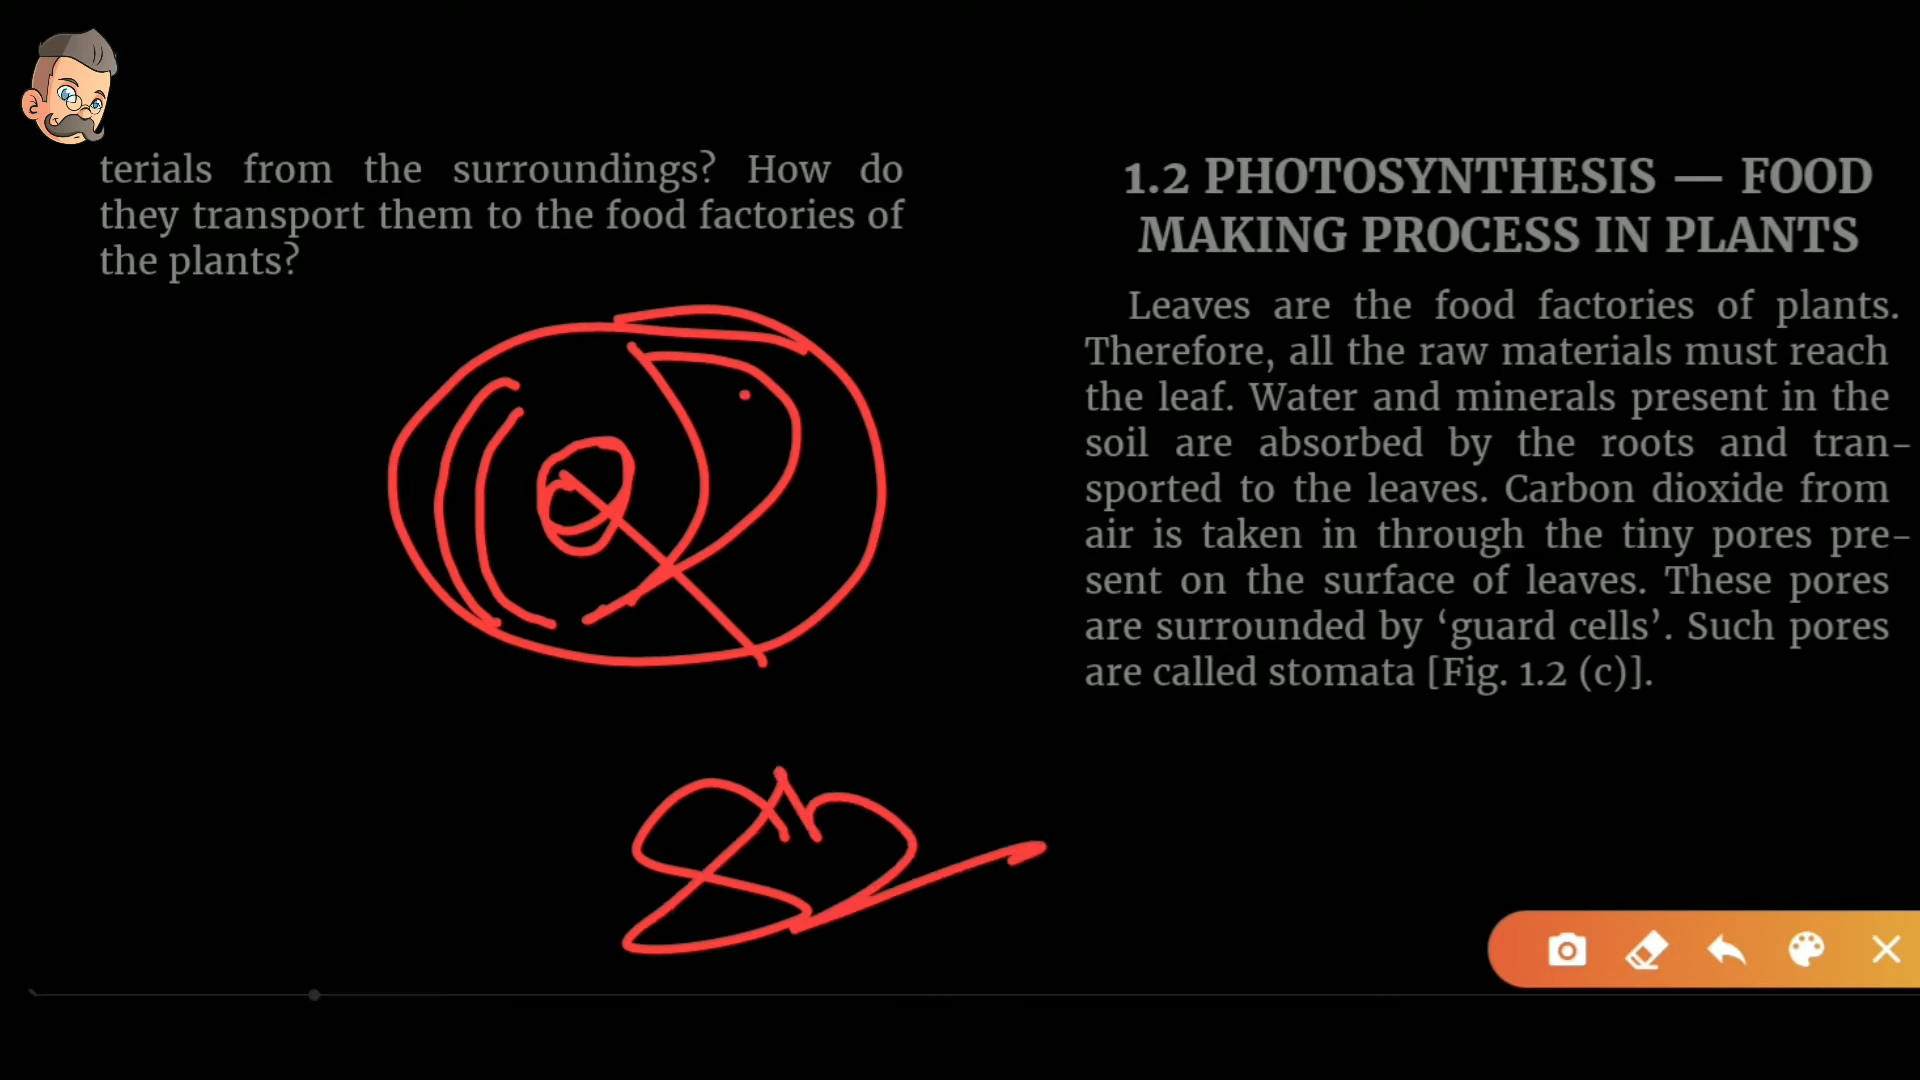 terials from the surroundings? How do
they transport them to the food factories of
the plants?
1.2 PHOTOSYNTHESIS — FOOD
MAKING PROCESS IN PLANTS
Leaves are the food factories of plants.
Therefore, all the raw materials must reach
the leaf. Water and minerals present in the
soil are absorbed by the roots and tran-
sported to the leaves. Carbon dioxide from
air is taken in through the tiny pores pre-
sent on the surface of leaves. These pores
are surrounded by ‘guard cells’. Such pores
are called stomata [Fig. 1.2 (c)].